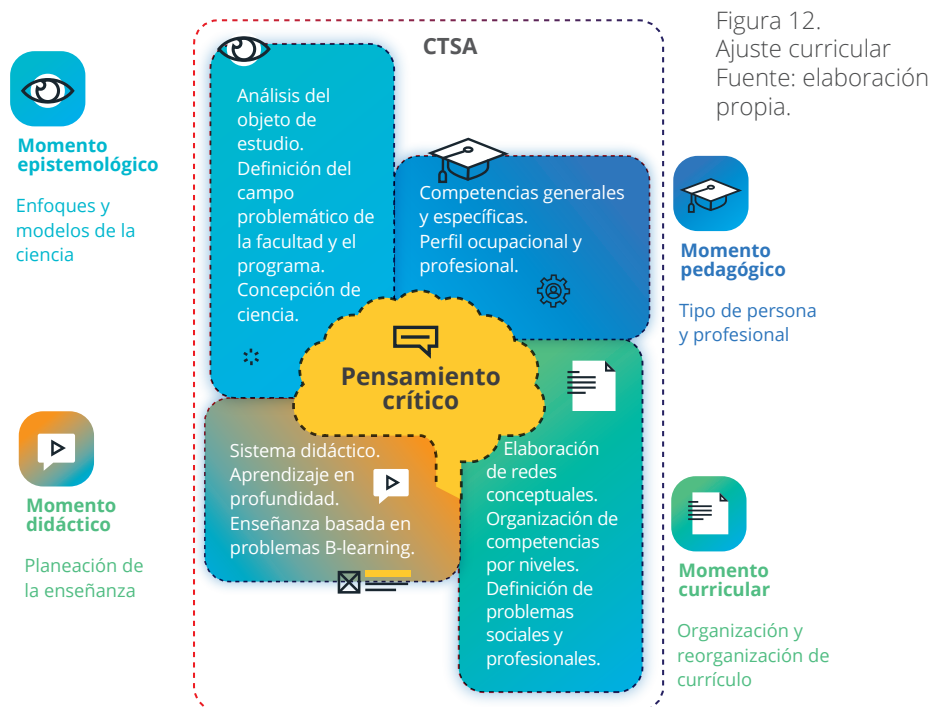 CTSA
Figura 12.
Ajuste curricular
Fuente: elaboración
propia.
Momento
epistemológico
Enfoques y
modelos de la
ciencia
Análisis del
objeto de
estudio.
Definición del
campo
problemático de
la facultad y el
programa.
Concepción de
ciencia.
Competencias generales
y específicas.
Perfil ocupacional y
profesional.
Momento
pedagógico
Tipo de persona
y profesional
Pensamiento
crítico
Momento
didáctico
Planeación de
la enseñanza
Sistema didáctico.
Aprendizaje en
profundidad.
Enseñanza basada en
problemas B-learning.
Elaboración
de redes
conceptuales.
Organización de
competencias
por niveles.
Definición de
problemas
sociales y
profesionales.
Momento
curricular
Organización y
reorganización de
currículo